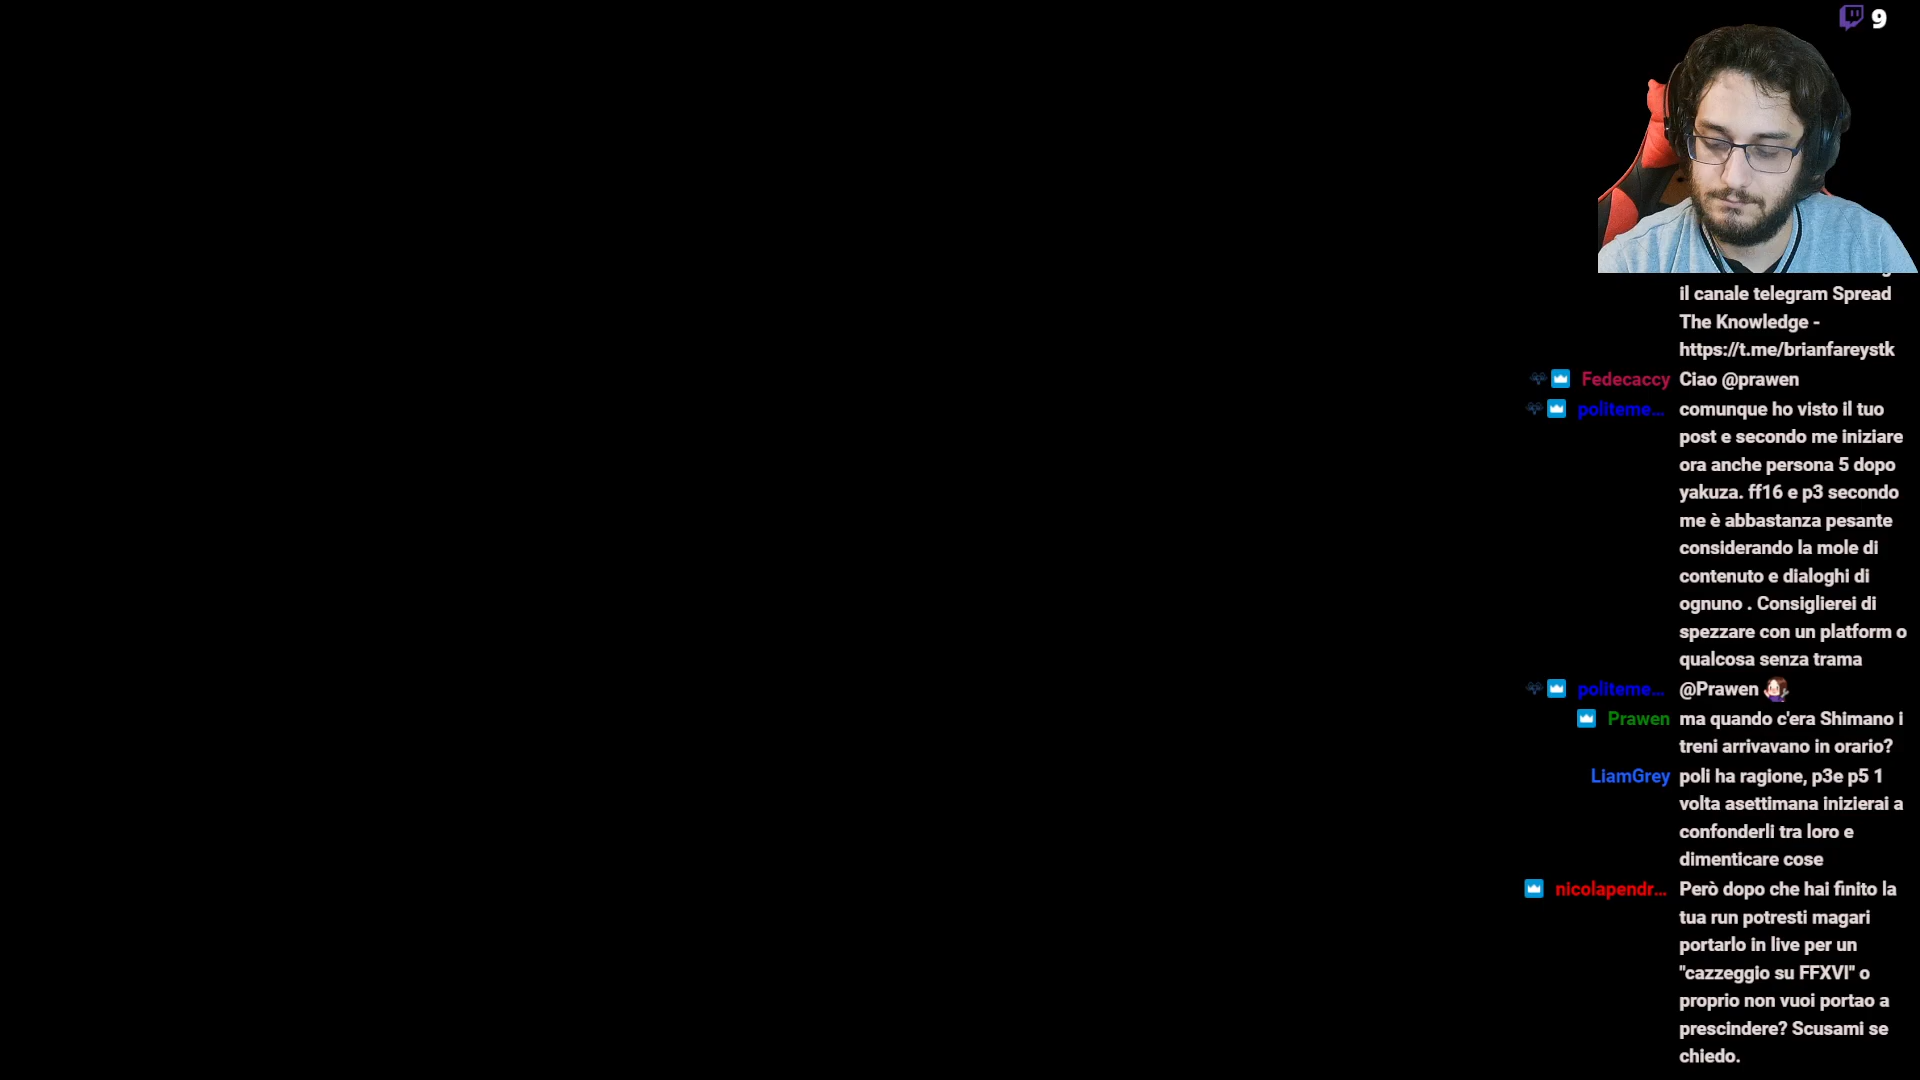 9
il canale telegram Spread
The Knowledge -
https://t.me/brianfareystk
Fedecaccy Ciao @prawen
politeme... comunque ho visto il tuo
post e secondo me iniziare
ora anche persona 5 dopo
yakuza. ff16 e p3 secondo
me è abbastanza pesante
considerando la mole di
contenuto e dialoghi di
ognuno . Consiglierei di
spezzare con un platform o
qualcosa senza trama
politeme... @Prawen
Prawen ma quando c'era Shimano i
treni arrivavano in orario?
LiamGrey poli ha ragione, p3e p5 1
volta asettimana inizierai a
confonderli tra loro e
dimenticare cose
nicolapendr... Però dopo che hai finito la
tua run potresti magari
portarlo in live per un
"cazzeggio su FFXVI" o
proprio non vuoi portao a
prescindere? Scusami se
chiedo.